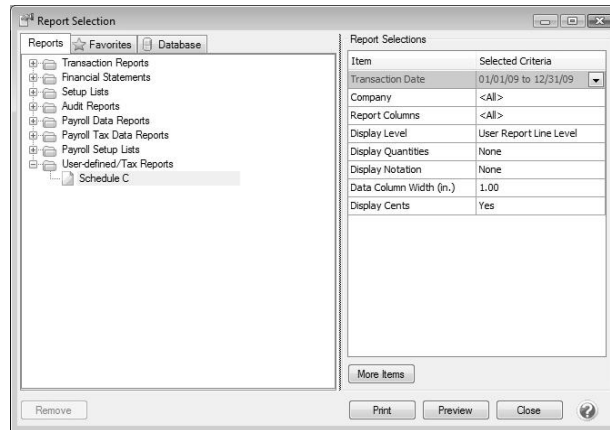 Report Selection
Reports Favorites Database
Transaction Reports
Financial Statements
Setup Lists
Audit Reports
Payroll Data Reports
Payroll Tax Data Reports
Payroll Setup Lists
User-defined/Tax Reports
Schedule C
Report Selections
Item Selected Criteria
Transaction Date 01/01/09 to 12/31/09
Company <All>
Report Columns <All>
Display Level User Report Line Level
Display Quantities None
Display Notation None
Data Column Width (in.) 1.00
Display Cents Yes
More Items
Remove Print Preview Close ?